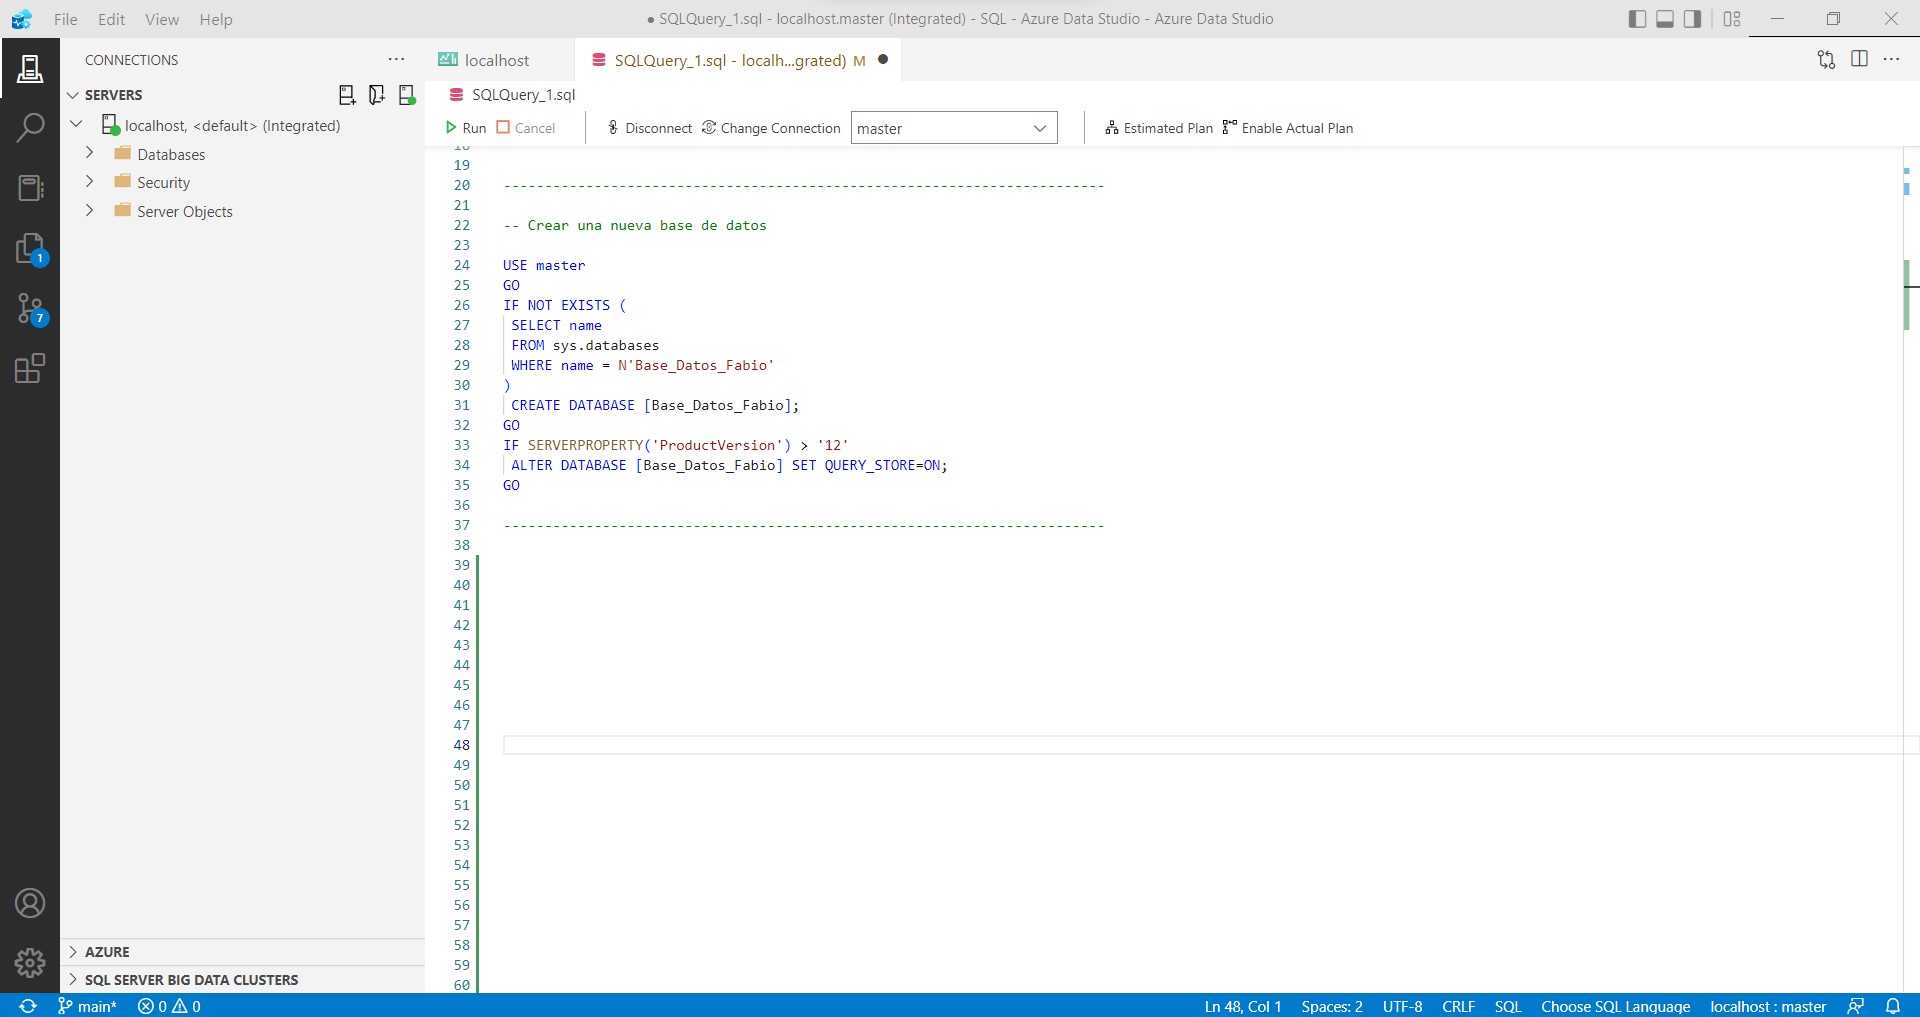 File Edit View Help
● SQLQuery_1.sql - localhost.master (Integrated) - SQL - Azure Data Studio - Azure Data Studio
CONNECTIONS
SERVERS
localhost, <default> (Integrated)
Databases
Security
Server Objects
1
7
AZURE
SQL SERVER BIG DATA CLUSTERS
localhost
SQLQuery_1.sql - localh...grated) M ●
SQLQuery_1.sql
Run Cancel Disconnect Change Connection master Estimated Plan Enable Actual Plan
18
19
20 -------------------------------------------------------------------------
21
22 -- Crear una nueva base de datos
23
24 USE master
25 GO
26 IF NOT EXISTS (
27 SELECT name
28 FROM sys.databases
29 WHERE name = N'Base_Datos_Fabio'
30 )
31 CREATE DATABASE [Base_Datos_Fabio];
32 GO
33 IF SERVERPROPERTY('ProductVersion') > '12'
34 ALTER DATABASE [Base_Datos_Fabio] SET QUERY_STORE=ON;
35 GO
36
37 -------------------------------------------------------------------------
38
39
40
41
42
43
44
45
46
47
48
49
50
51
52
53
54
55
56
57
58
59
60
main* 0 0 Ln 48, Col 1 Spaces: 2 UTF-8 CRLF SQL Choose SQL Language localhost : master